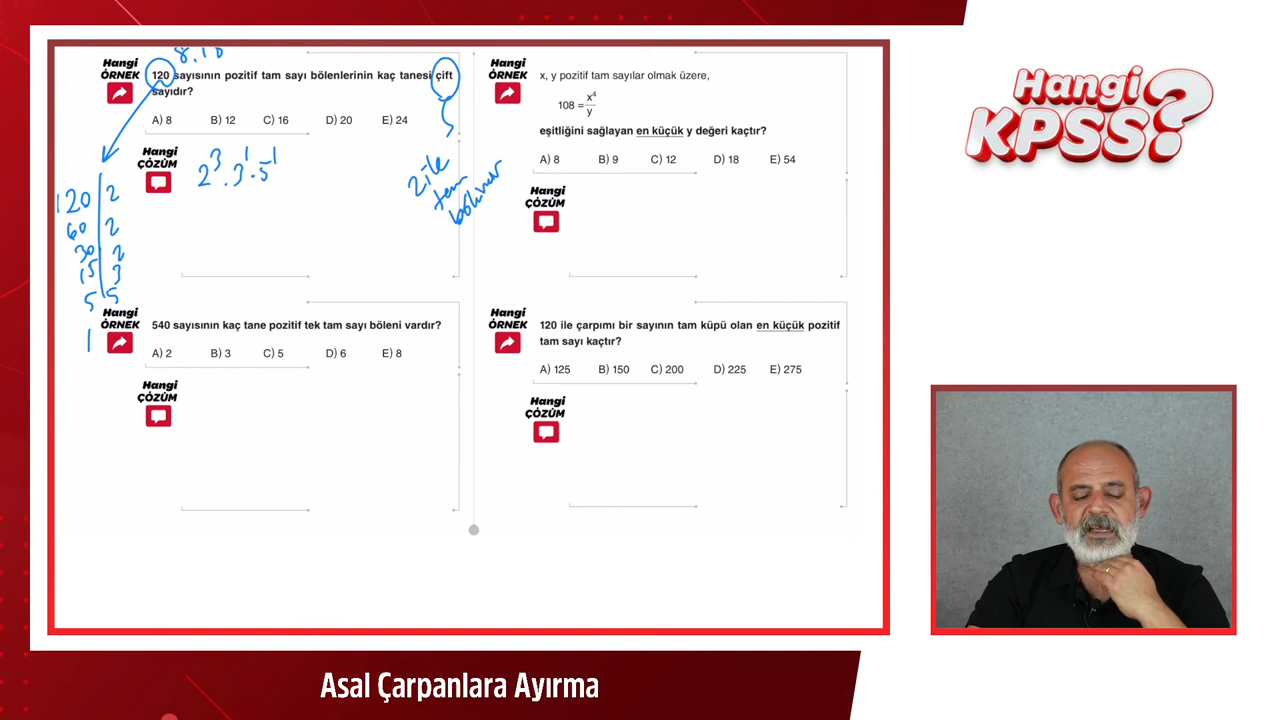 8.10
Hangi
ÖRNEK
120 sayısının pozitif tam sayı bölenlerinin kaç tanesi çift
sayıdır?
A) 8 B) 12 C) 16 D) 20 E) 24
Hangi
ÇÖZÜM
2³.3¹.5¹
2 ile
tam
bölünür
120 2
60 2
30 2
15 3
5 5
1
Hangi
ÖRNEK
540 sayısının kaç tane pozitif tek tam sayı böleni vardır?
A) 2 B) 3 C) 5 D) 6 E) 8
Hangi
ÇÖZÜM
Hangi
ÖRNEK
x, y pozitif tam sayılar olmak üzere,
108 = x⁴/y
eşitliğini sağlayan en küçük y değeri kaçtır?
A) 8 B) 9 C) 12 D) 18 E) 54
Hangi
ÇÖZÜM
Hangi
ÖRNEK
120 ile çarpımı bir sayının tam küpü olan en küçük pozitif
tam sayı kaçtır?
A) 125 B) 150 C) 200 D) 225 E) 275
Hangi
ÇÖZÜM
Hangi
KPSS?
Asal Çarpanlara Ayırma